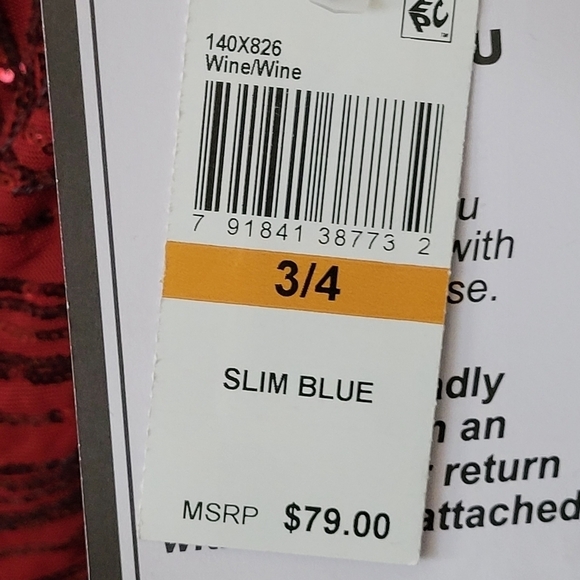 EPC
140X826
Wine/Wine
7 91841 38773 2
3/4
SLIM BLUE
MSRP $79.00
U
u
with
se.
an
return
attached